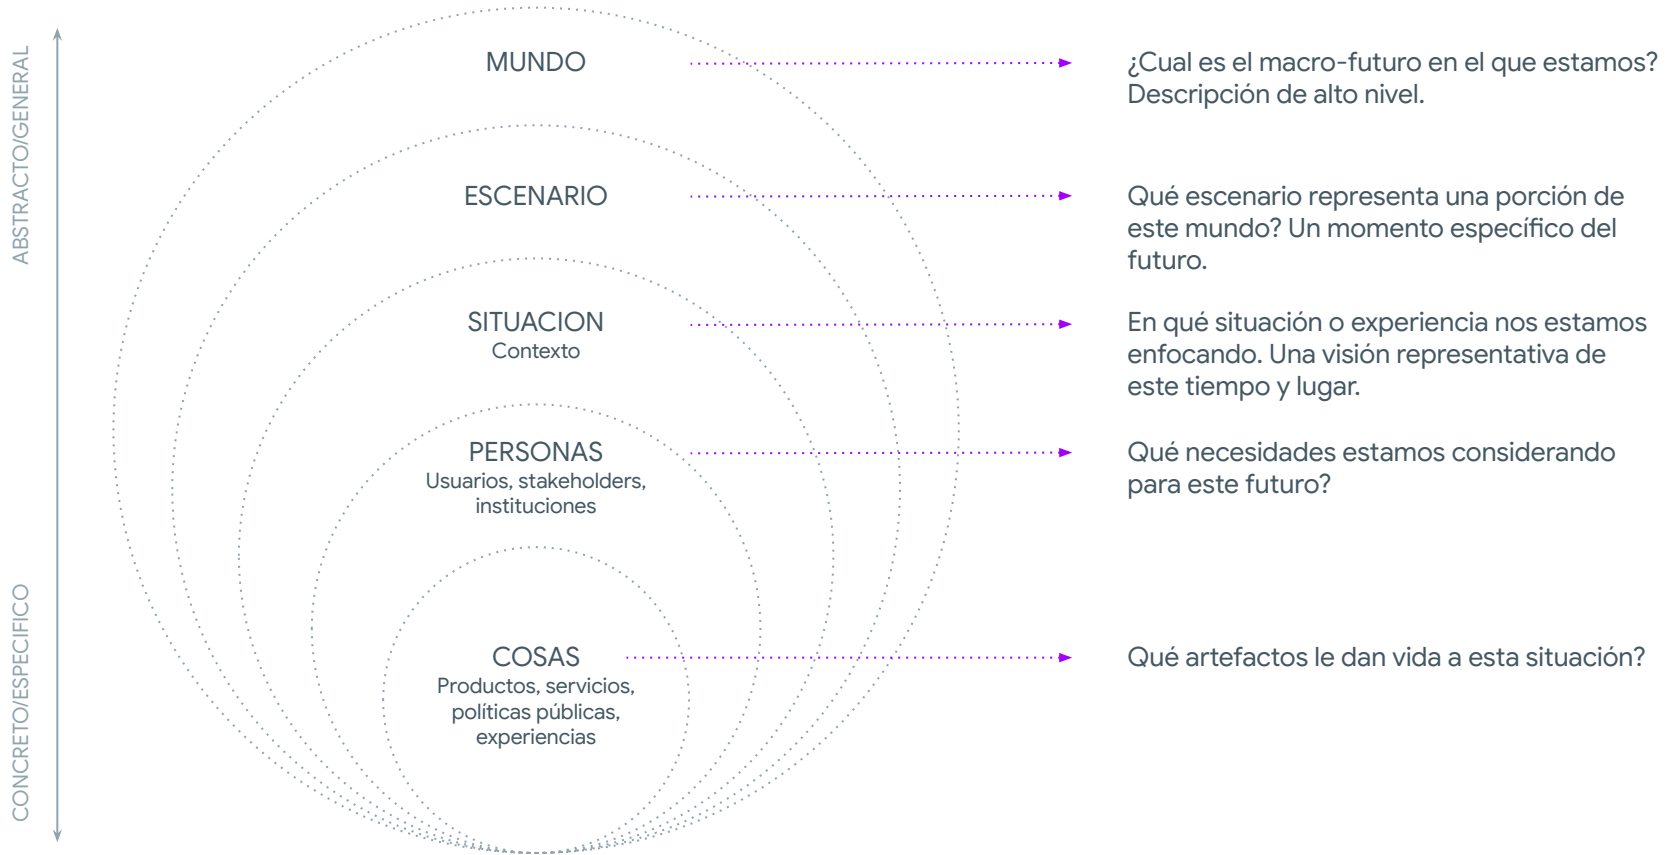 ABSTRACTO/GENERAL
CONCRETO/ESPECIFICO
MUNDO
¿Cual es el macro-futuro en el que estamos?
Descripción de alto nivel.
ESCENARIO
Qué escenario representa una porción de
este mundo? Un momento específico del
futuro.
SITUACION
Contexto
En qué situación o experiencia nos estamos
enfocando. Una visión representativa de
este tiempo y lugar.
PERSONAS
Usuarios, stakeholders,
instituciones
Qué necesidades estamos considerando
para este futuro?
COSAS
Productos, servicios,
políticas públicas,
experiencias
Qué artefactos le dan vida a esta situación?